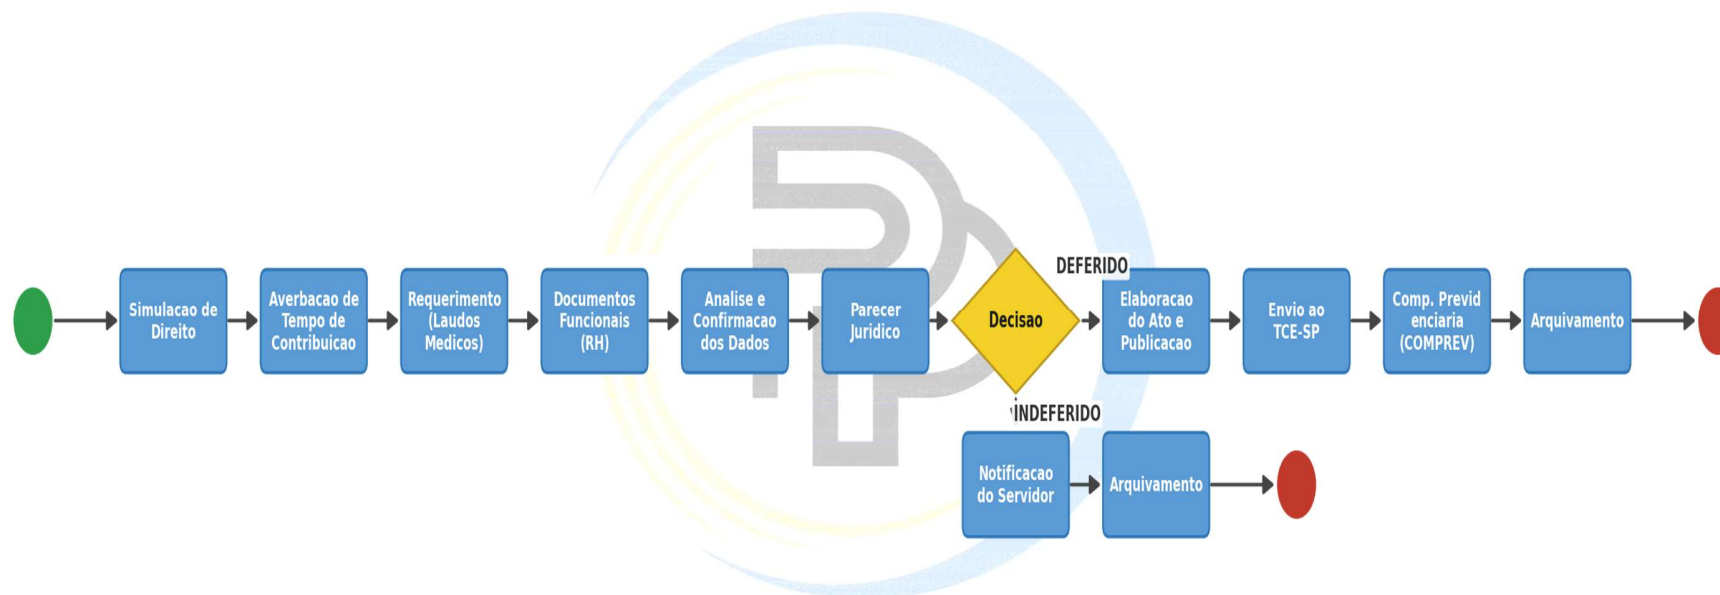 Simulacao de
Direito
Averbacao de
Tempo de
Contribuicao
Requerimento
(Laudos
Medicos)
Documentos
Funcionais
(RH)
Analise e
Confirmacao
dos Dados
Parecer
Juridico
Decisao
DEFERIDO
Elaboracao
do Ato e
Publicacao
Envio ao
TCE-SP
Comp. Previd
enciaria
(COMPREV)
Arquivamento
INDEFERIDO
Notificacao
do Servidor
Arquivamento